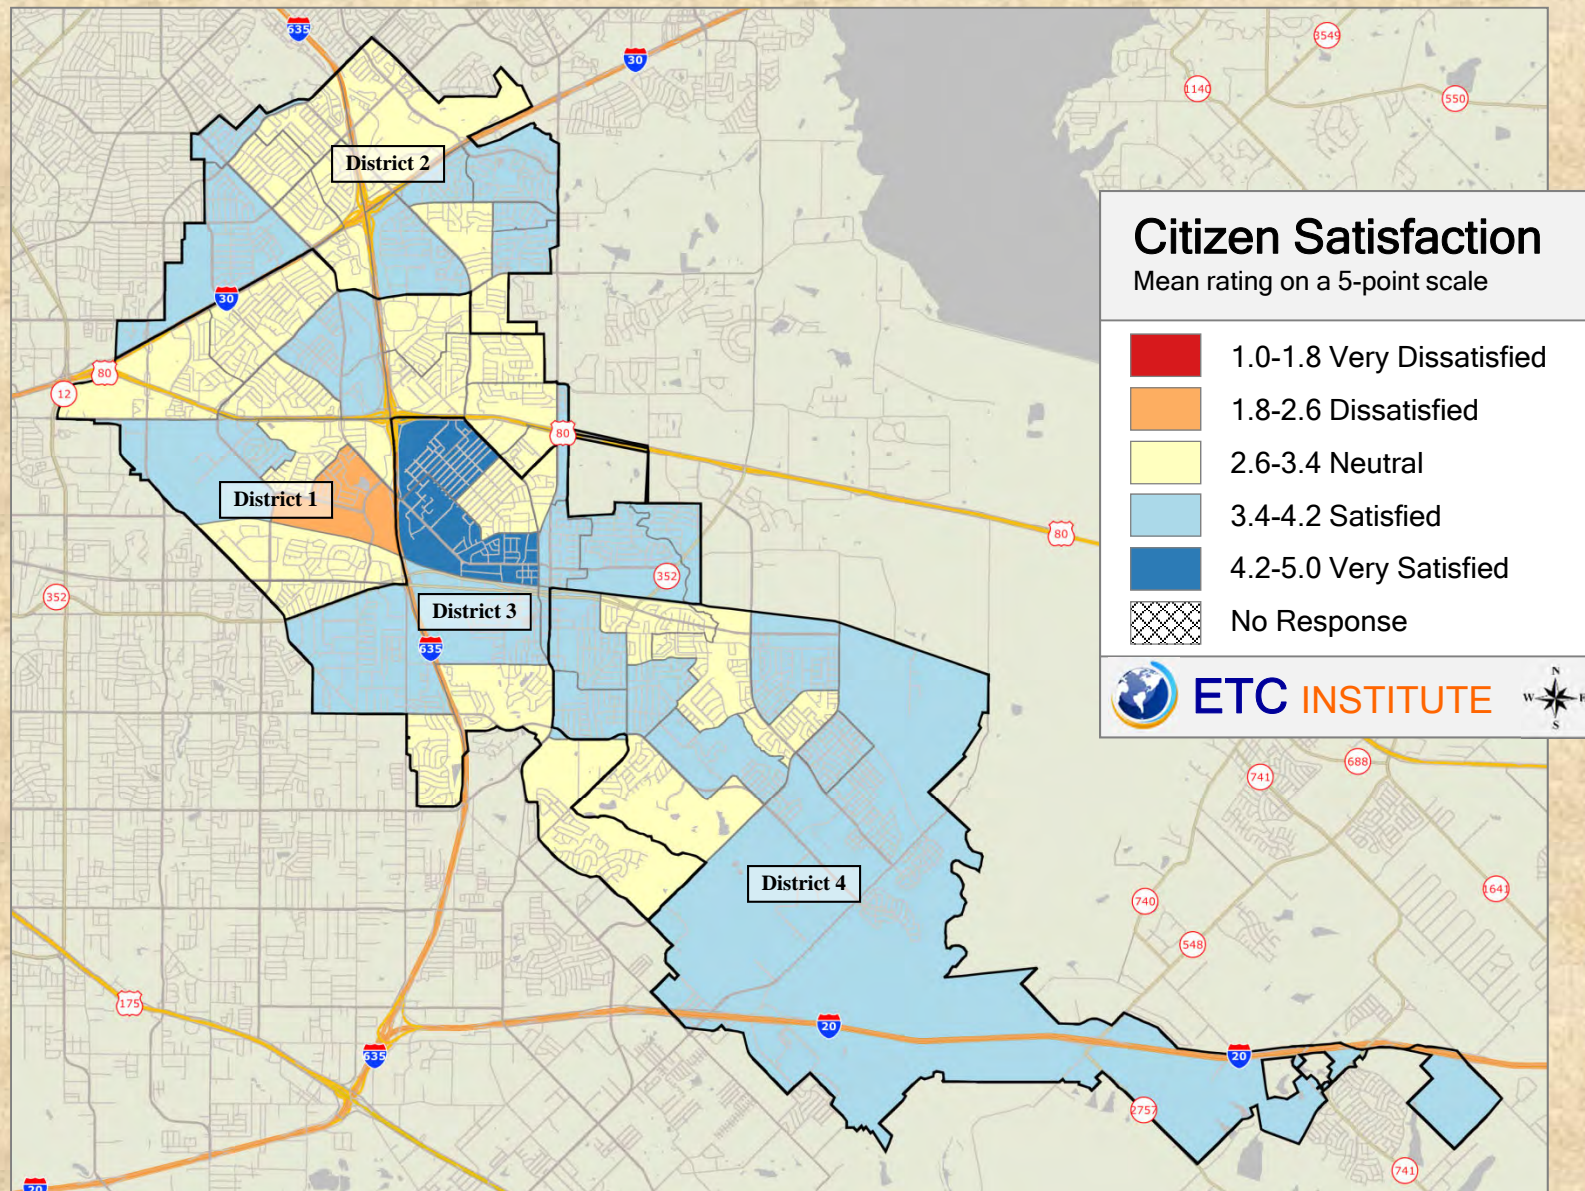 635
30
3549
1140
550
District 2
Citizen Satisfaction
Mean rating on a 5-point scale
30
1.0-1.8 Very Dissatisfied
80
12
1.8-2.6 Dissatisfied
80
2.6-3.4 Neutral
District 1
3.4-4.2 Satisfied
80
352
352
4.2-5.0 Very Satisfied
District 3
No Response
635
ETC INSTITUTE
N
W
E
S
688
741
District 4
1641
740
548
175
20
635
20
2757
741
20